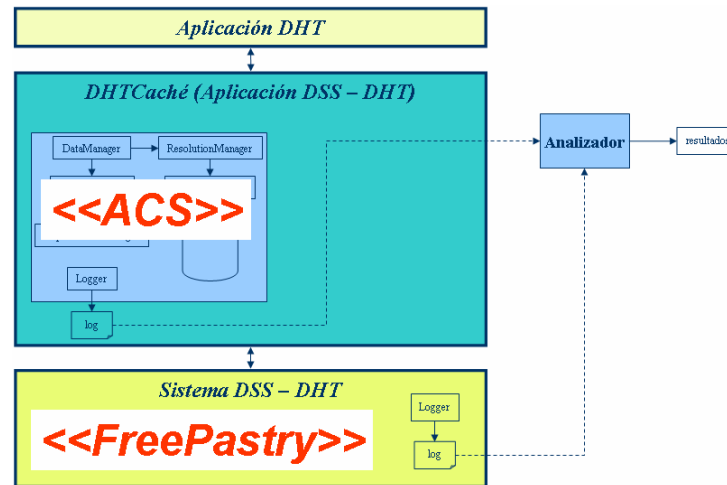 Aplicación DHT
DHTCaché (Aplicación DSS – DHT)
DataManager
ResolutionManager
<<ACS>>
Logger
log
Analizador
resultados
Sistema DSS – DHT
<<FreePastry>>
Logger
log